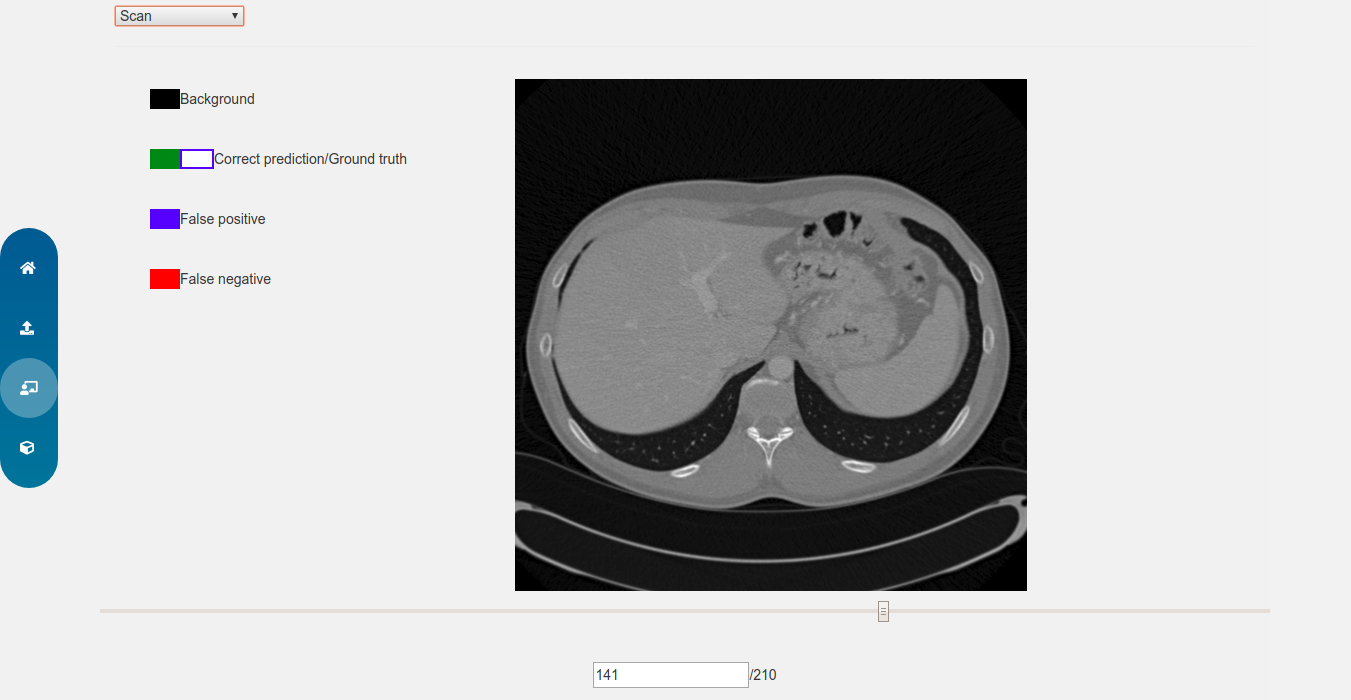 Scan
Background
Correct prediction/Ground truth
False positive
False negative
141/210